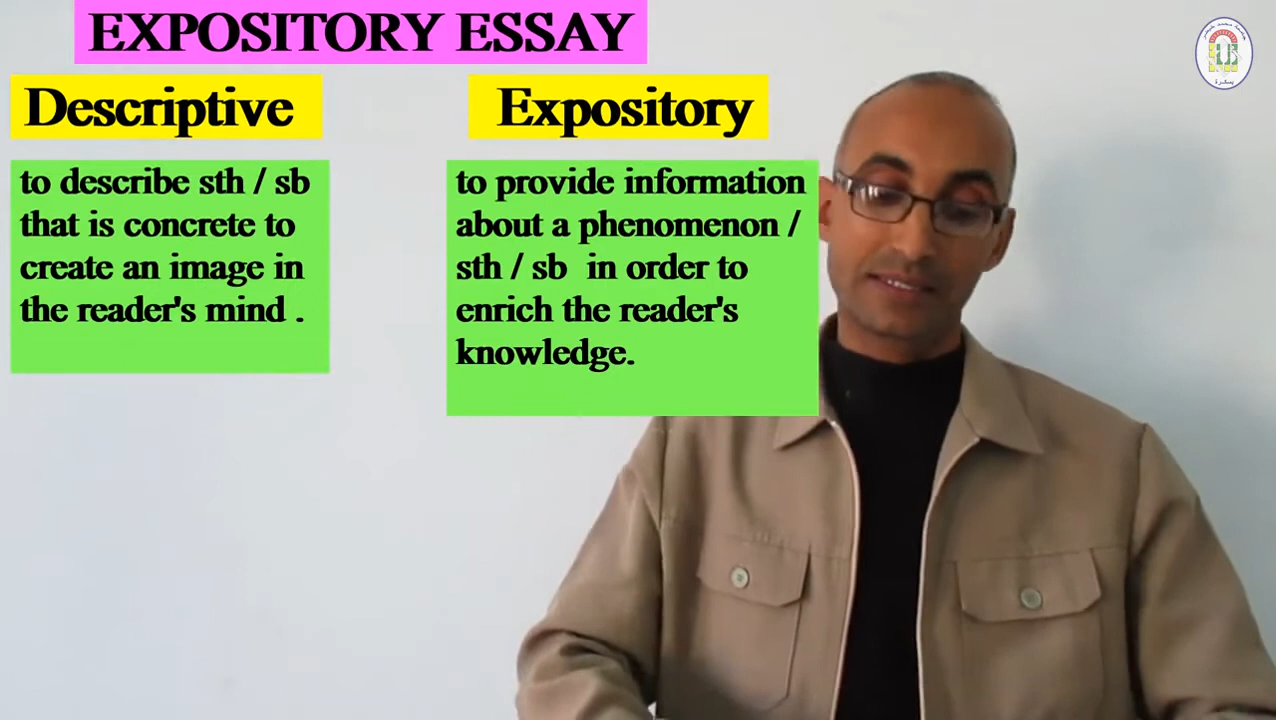 EXPOSITORY ESSAY
Descriptive
to describe sth / sb
that is concrete to
create an image in
the reader's mind .
Expository
to provide information
about a phenomenon /
sth / sb in order to
enrich the reader's
knowledge.